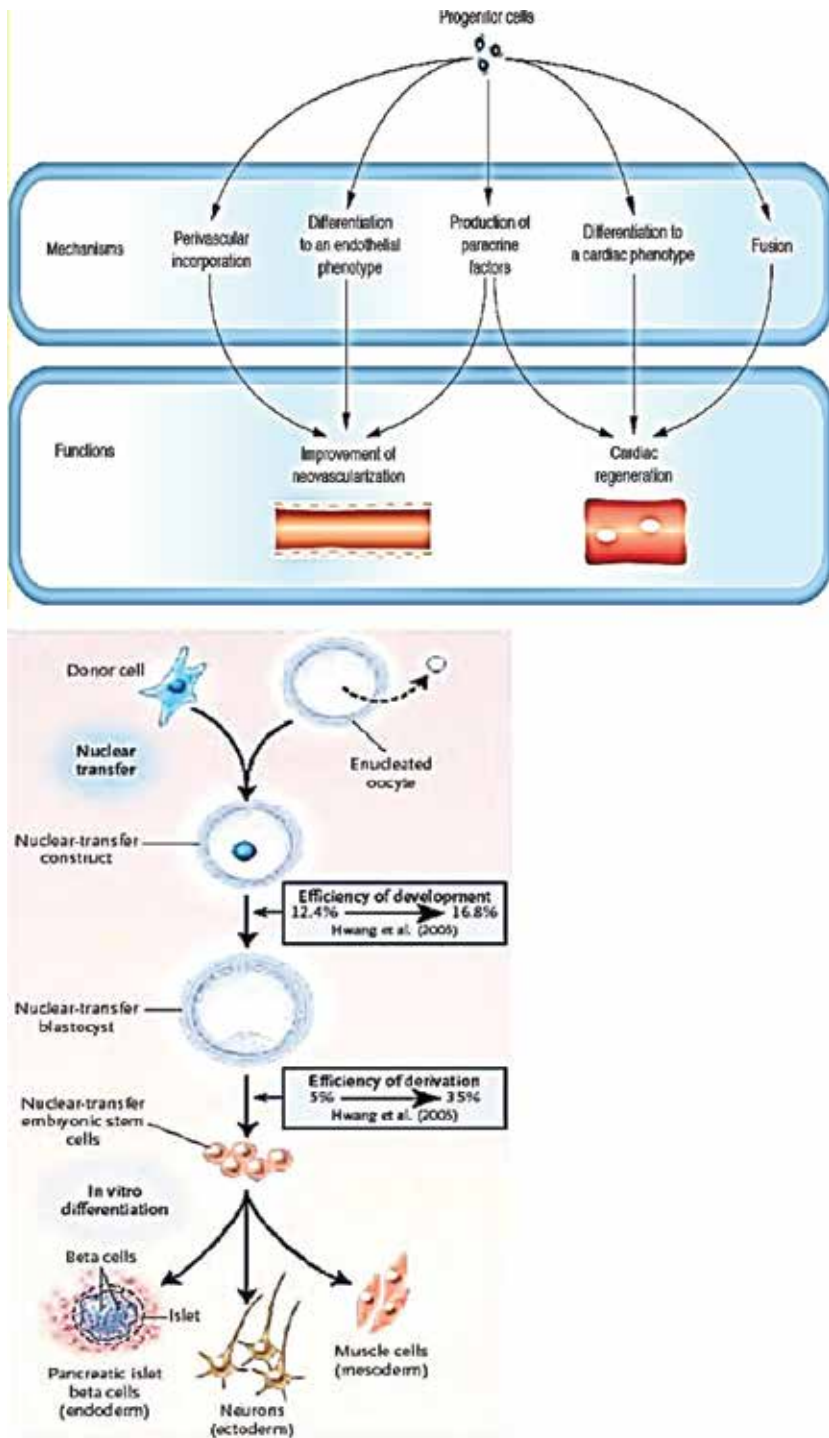 Progenitor cells
Mechanisms
Perivascular
incorporation
Differentiation
to an endothelial
phenotype
Production of
paracrine
factors
Differentiation to
a cardiac phenotype
Fusion
Functions
Improvement of
neovascularization
Cardiac
regeneration
Donor cell
Nuclear
transfer
Enucleated
oocyte
Nuclear-transfer
construct
Efficiency of development
12.4% 16.8%
Hwang et al. (2005)
Nuclear-transfer
blastocyst
Efficiency of derivation
5% 35%
Hwang et al. (2005)
Nuclear-transfer
embryonic stem
cells
In vitro
differentiation
Beta cells
Islet
Pancreatic islet
beta cells
(endoderm)
Neurons
(ectoderm)
Muscle cells
(mesoderm)